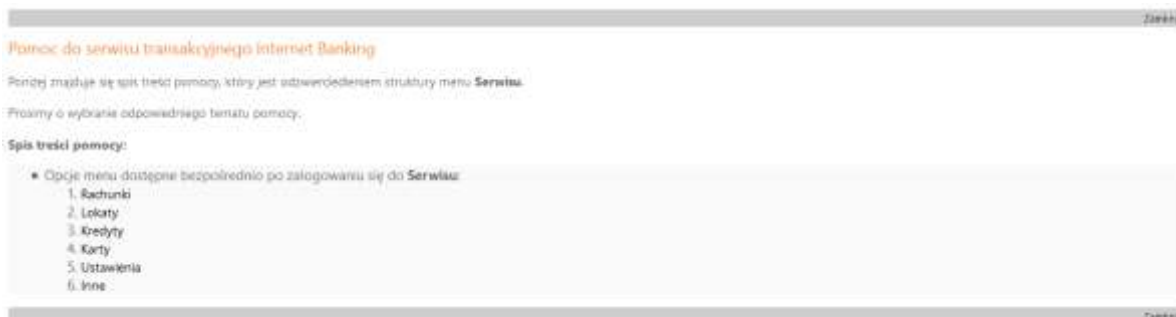 Pomoc do serwisu transakcyjnego Internet Banking
Poniżej znajduje się spis treści pomocy, który jest odzwierciedleniem struktury menu Serwisu.
Prosimy o wybranie odpowiedniego tematu pomocy.
Spis treści pomocy:
• Opcje menu dostępne bezpośrednio po zalogowaniu się do Serwisu:
1. Rachunki
2. Lokaty
3. Kredyty
4. Karty
5. Ustawienia
6. Inne